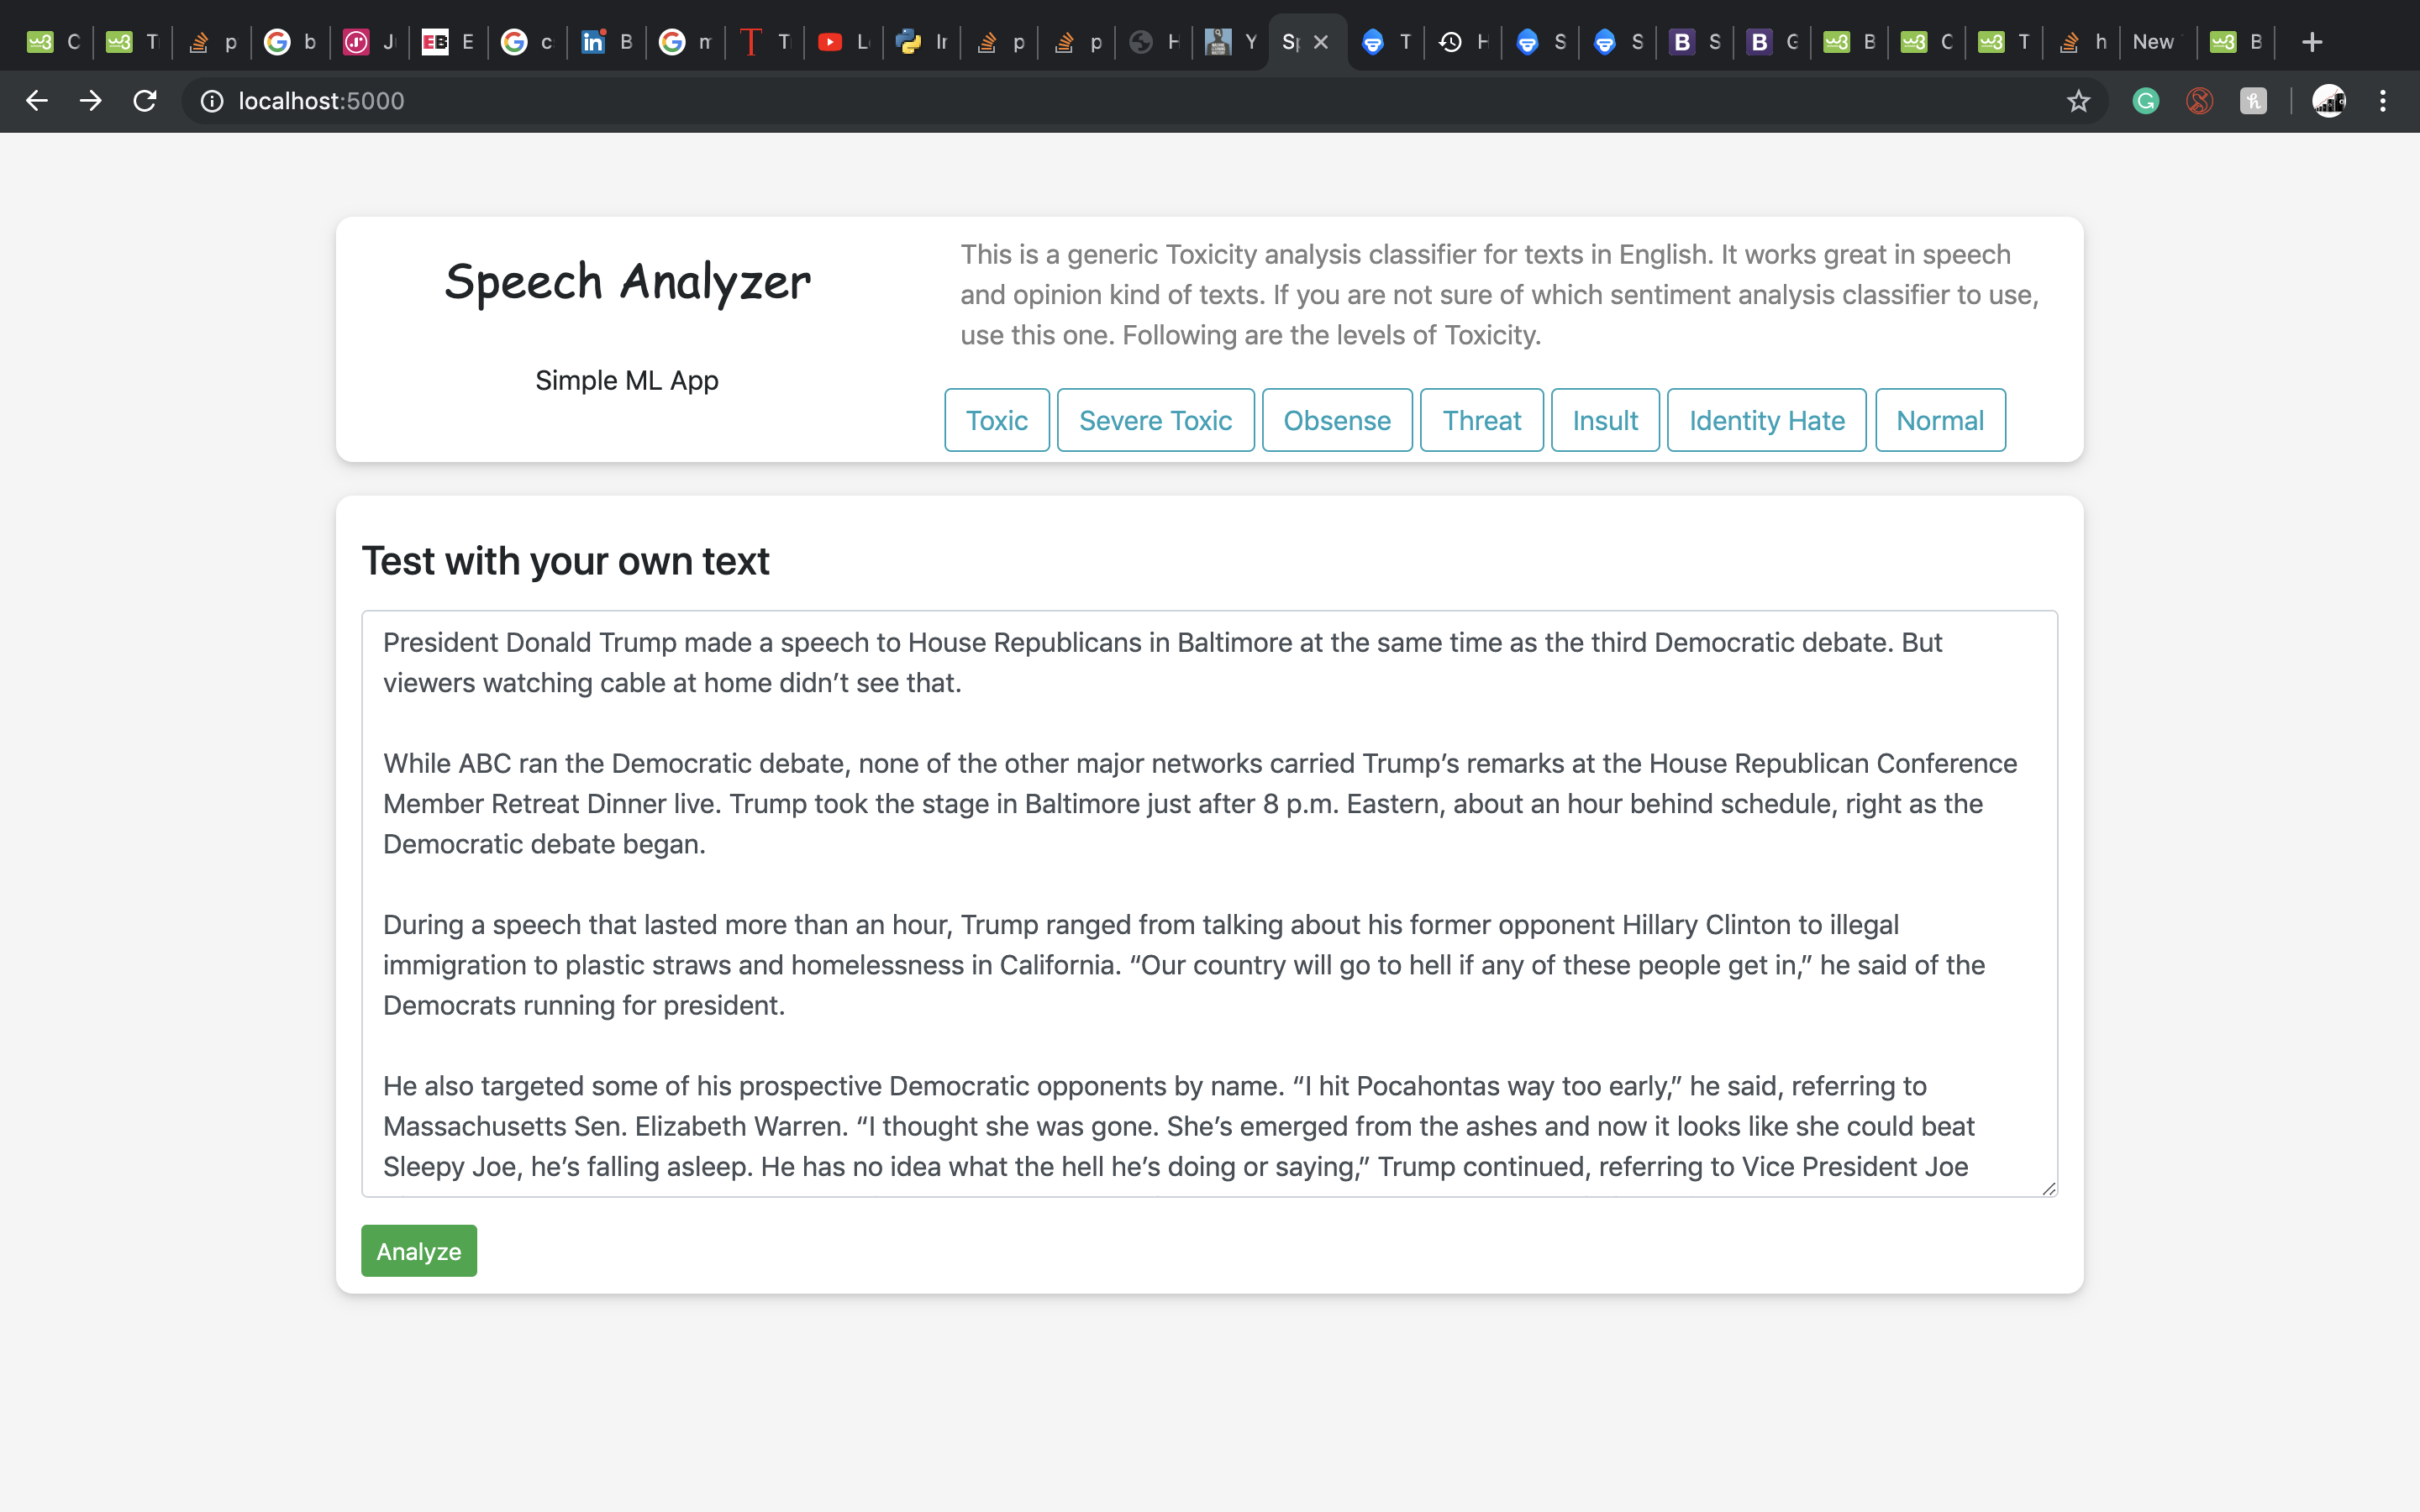 C T p b J E c B m T L Ir p p H Y Sp T H S S S G B C T h New B
localhost:5000
Speech Analyzer
Simple ML App
This is a generic Toxicity analysis classifier for texts in English. It works great in speech
and opinion kind of texts. If you are not sure of which sentiment analysis classifier to use,
use this one. Following are the levels of Toxicity.
Toxic Severe Toxic Obsense Threat Insult Identity Hate Normal
Test with your own text
President Donald Trump made a speech to House Republicans in Baltimore at the same time as the third Democratic debate. But
viewers watching cable at home didn’t see that.
While ABC ran the Democratic debate, none of the other major networks carried Trump’s remarks at the House Republican Conference
Member Retreat Dinner live. Trump took the stage in Baltimore just after 8 p.m. Eastern, about an hour behind schedule, right as the
Democratic debate began.
During a speech that lasted more than an hour, Trump ranged from talking about his former opponent Hillary Clinton to illegal
immigration to plastic straws and homelessness in California. “Our country will go to hell if any of these people get in,” he said of the
Democrats running for president.
He also targeted some of his prospective Democratic opponents by name. “I hit Pocahontas way too early,” he said, referring to
Massachusetts Sen. Elizabeth Warren. “I thought she was gone. She’s emerged from the ashes and now it looks like she could beat
Sleepy Joe, he’s falling asleep. He has no idea what the hell he’s doing or saying,” Trump continued, referring to Vice President Joe
Analyze